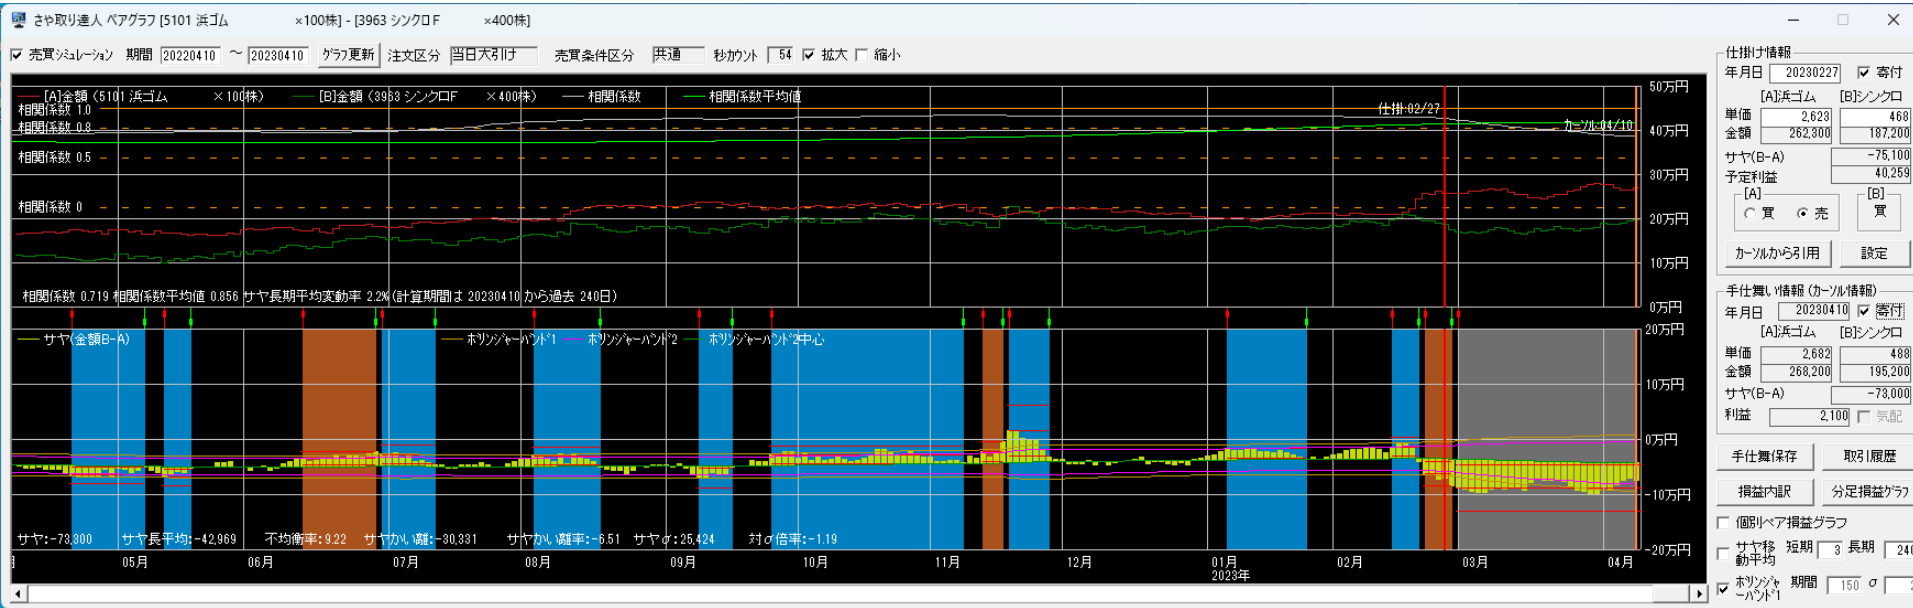 さや取り達人 ペアグラフ [5101 浜ゴム ×100株] - [3963 シンクロF ×400株]
売買シミュレーション 期間 20220410 ～ 20230410 グラフ更新 注文区分 当日大引け 売買条件区分 共通 秒カウント 54 拡大 縮小
[A]金額 (5101 浜ゴム ×100株) [B]金額 (3963 シンクロF ×400株) 相関係数 相関係数平均値
相関係数 1.0
相関係数 0.8
相関係数 0.5
相関係数 0
仕掛:02/27
カーソル:04/10
50万円
40万円
30万円
20万円
10万円
0万円
相関係数 0.719 相関係数平均値 0.856 サヤ長期平均変動率 2.2% (計算期間は 20230410 から過去 240日)
サヤ(金額B-A) ボリンジャーバンド1 ボリンジャーバンド2 ボリンジャーバンド2中心
20万円
10万円
0万円
-10万円
-20万円
サヤ:-73,300 サヤ長平均:-42,969 不均衡率:9.22 サヤかい離:-30,331 サヤかい離率:-6.51 サヤσ:25,424 対σ倍率:-1.19
05月 06月 07月 08月 09月 10月 11月 12月 01月 02月 03月 04月
2023年
仕掛け情報
年月日 20230227 寄付
[A]浜ゴム [B]シンクロ
単価 2,623 468
金額 262,300 187,200
サヤ(B-A) -75,100
予定利益 40,259
[A] [B]
買 売 買
カーソルから引用 設定
手仕舞い情報 (カーソル情報)
年月日 20230410 寄付
[A]浜ゴム [B]シンクロ
単価 2,682 488
金額 268,200 195,200
サヤ(B-A) -73,000
利益 2,100 気配
手仕舞保存 取引履歴
損益内訳 分足損益グラフ
個別ペア損益グラフ
サヤ移動平均 短期 3 長期 240
ボリンジャーバンド1 期間 150 σ